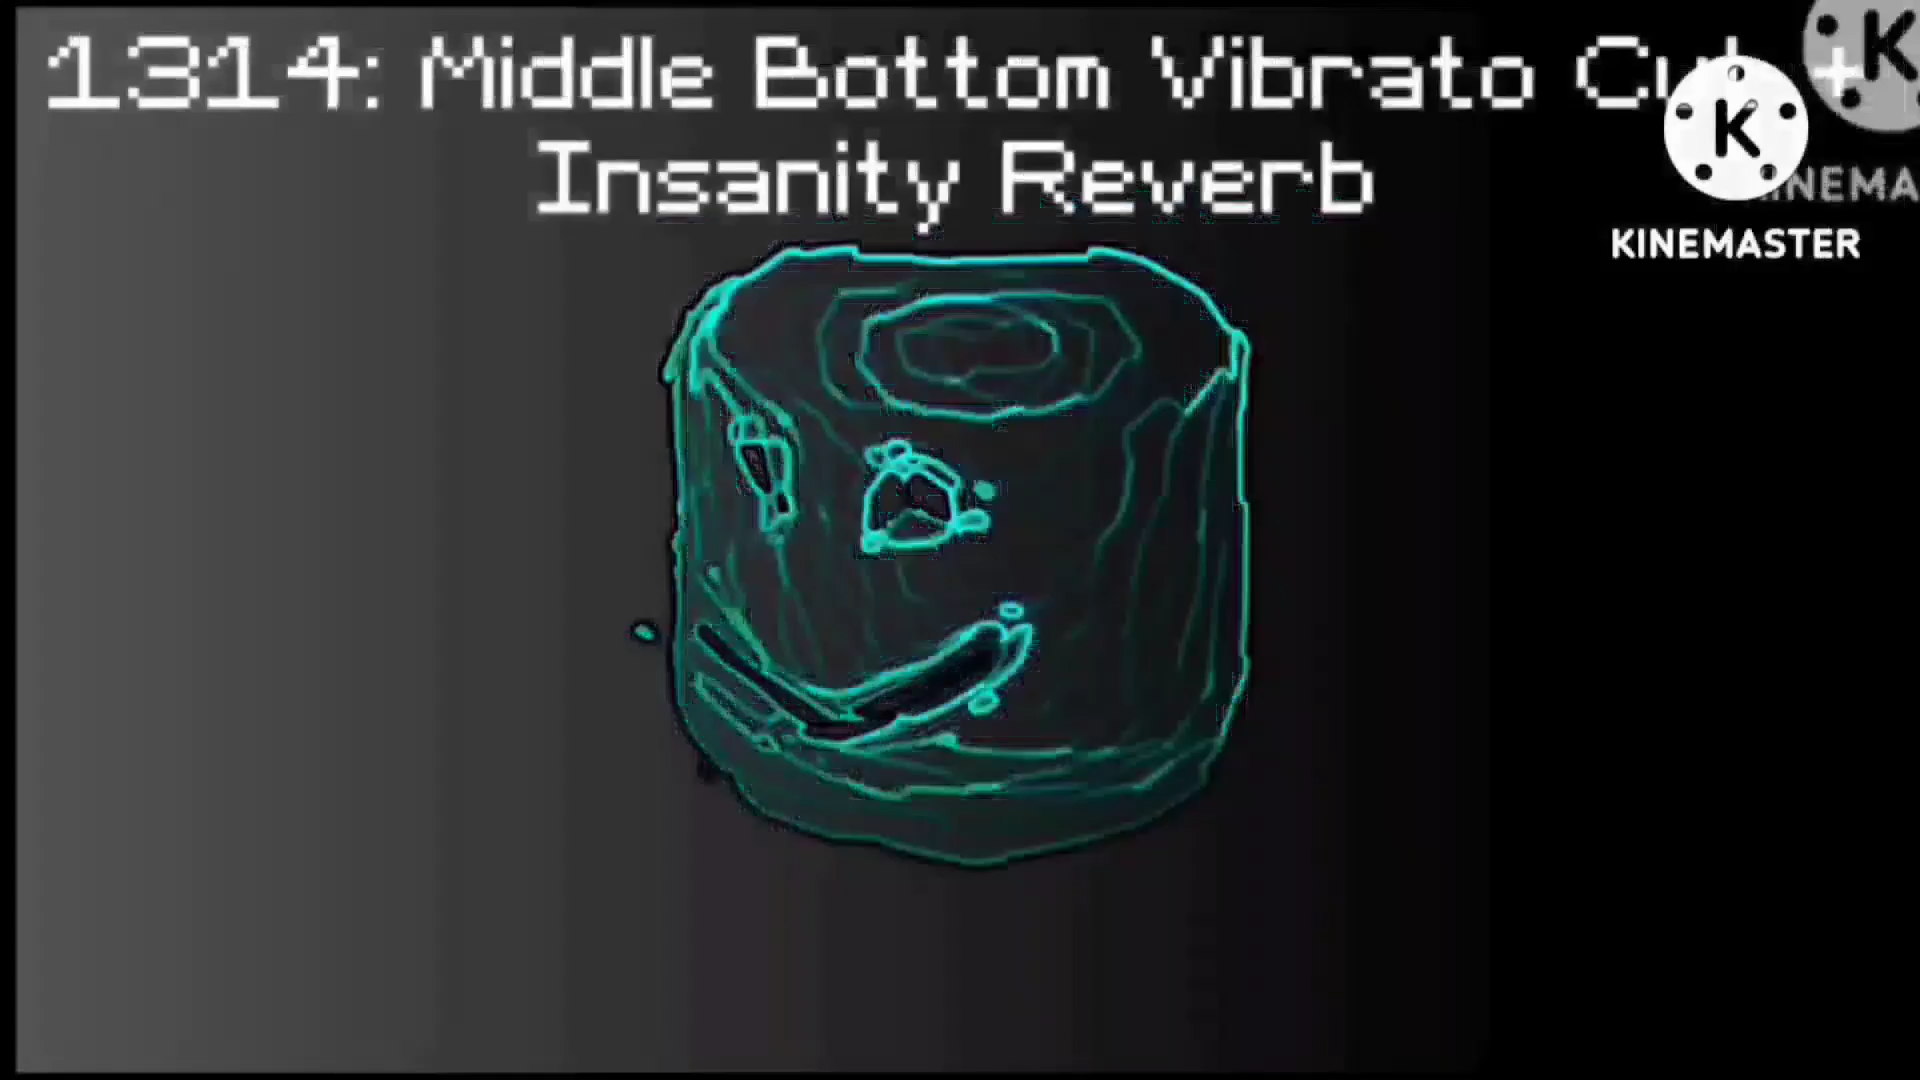 1314: Middle Bottom Vibrato +
Insanity Reverb
K
KINEMASTER
K